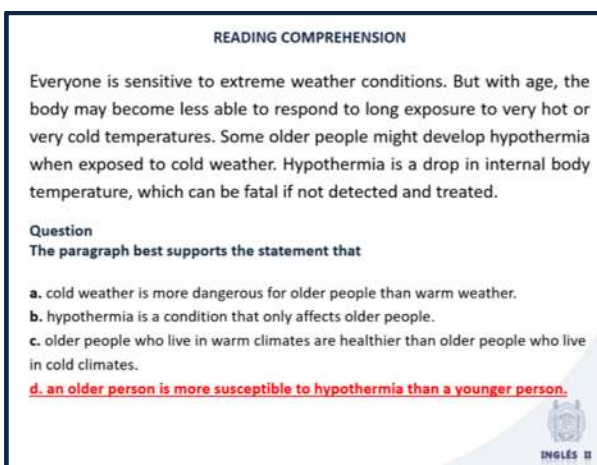 READING COMPREHENSION
Everyone is sensitive to extreme weather conditions. But with age, the
body may become less able to respond to long exposure to very hot or
very cold temperatures. Some older people might develop hypothermia
when exposed to cold weather. Hypothermia is a drop in internal body
temperature, which can be fatal if not detected and treated.
Question
The paragraph best supports the statement that
a. cold weather is more dangerous for older people than warm weather.
b. hypothermia is a condition that only affects older people.
c. older people who live in warm climates are healthier than older people who live
in cold climates.
d. an older person is more susceptible to hypothermia than a younger person.
INGLÉS II